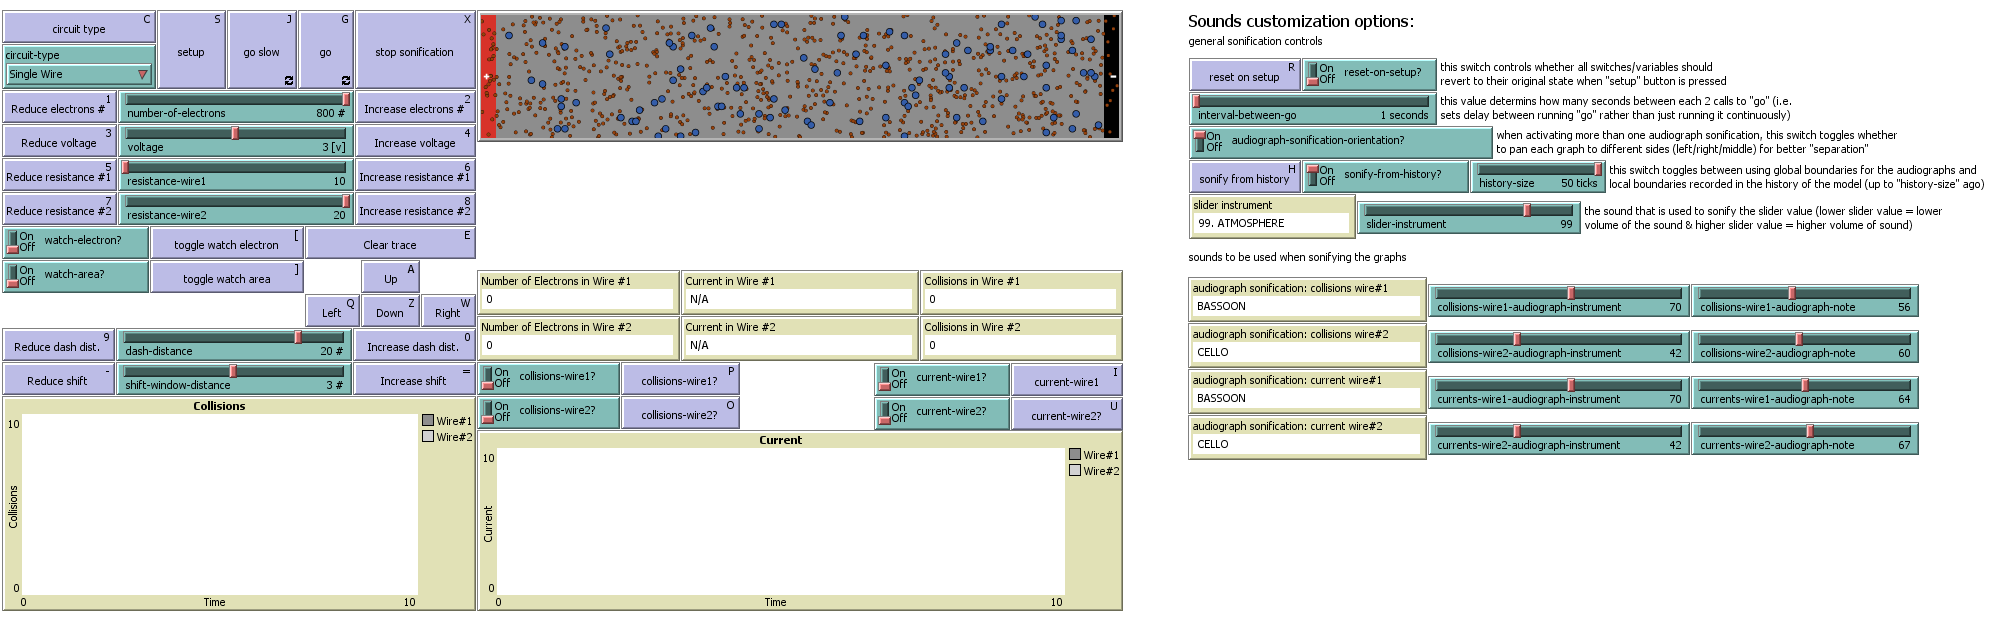 C
circuit type
circuit-type
Single Wire
S
setup
J
go slow
G
go
X
stop sonification
1
Reduce electrons #
number-of-electrons 800 #
2
Increase electrons #
3
Reduce voltage
voltage 3 [v]
4
Increase voltage
5
Reduce resistance #1
resistance-wire1 10
6
Increase resistance #1
7
Reduce resistance #2
resistance-wire2 20
8
Increase resistance #2
On
Off
watch-electron?
[
toggle watch electron
E
Clear trace
On
Off
watch-area?
]
toggle watch area
A
Up
Q
Left
Z
Down
W
Right
9
Reduce dash dist.
dash-distance 20 #
0
Increase dash dist.
-
Reduce shift
shift-window-distance 3 #
=
Increase shift
Collisions
10
Collisions
0
0
Time
10
Wire#1
Wire#2
+
-
Number of Electrons in Wire #1
0
Current in Wire #1
N/A
Collisions in Wire #1
0
Number of Electrons in Wire #2
0
Current in Wire #2
N/A
Collisions in Wire #2
0
On
Off
collisions-wire1?
P
collisions-wire1?
On
Off
current-wire1?
I
current-wire1
On
Off
collisions-wire2?
O
collisions-wire2?
On
Off
current-wire2?
U
current-wire2?
Current
10
Current
0
0
Time
10
Wire#1
Wire#2
Sounds customization options:
general sonification controls
R
reset on setup
On
Off
reset-on-setup?
this switch controls whether all switches/variables should
revert to their original state when "setup" button is pressed
interval-between-go 1 seconds
this value determins how many seconds between each 2 calls to "go" (i.e.
sets delay between running "go" rather than just running it continuously)
On
Off
audiograph-sonification-orientation?
when activating more than one audiograph sonification, this switch toggles whether
to pan each graph to different sides (left/right/middle) for better "separation"
H
sonify from history
On
Off
sonify-from-history?
history-size 50 ticks
this switch toggles between using global boundaries for the audiographs and
local boundaries recorded in the history of the model (up to "history-size" ago)
slider instrument
99. ATMOSPHERE
slider-instrument 99
the sound that is used to sonify the slider value (lower slider value = lower
volume of the sound & higher slider value = higher volume of sound)
sounds to be used when sonifying the graphs
audiograph sonification: collisions wire#1
BASSOON
collisions-wire1-audiograph-instrument 70
collisions-wire1-audiograph-note 56
audiograph sonification: collisions wire#2
CELLO
collisions-wire2-audiograph-instrument 42
collisions-wire2-audiograph-note 60
audiograph sonification: current wire#1
BASSOON
currents-wire1-audiograph-instrument 70
currents-wire1-audiograph-note 64
audiograph sonification: current wire#2
CELLO
currents-wire2-audiograph-instrument 42
currents-wire2-audiograph-note 67